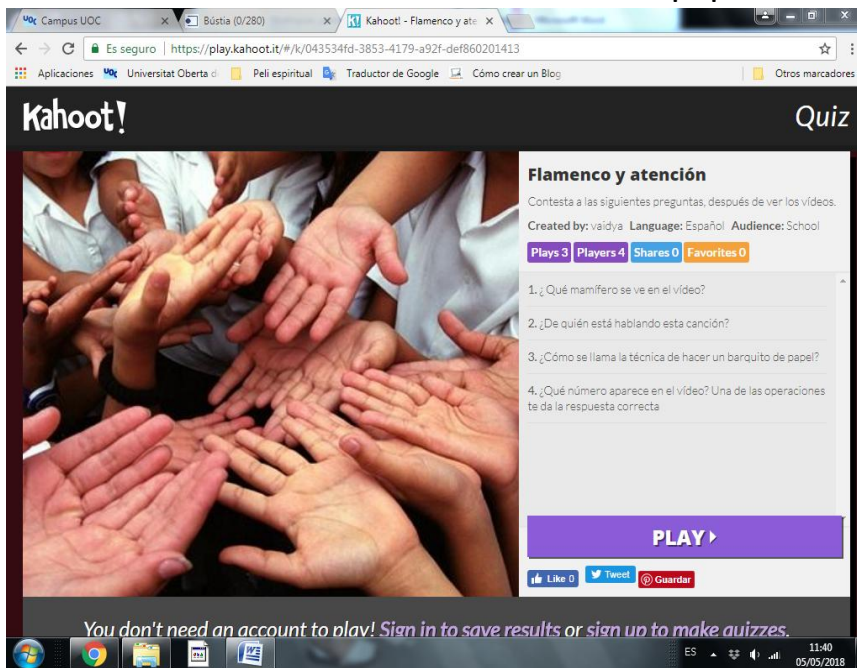 Campus UOC
Bústia (0/280)
Kahoot! - Flamenco y ate
Es seguro | https://play.kahoot.it/#/k/043534fd-3853-4179-a92f-def860201413
Aplicaciones
Universitat Oberta d
Peli espiritual
Traductor de Google
Cómo crear un Blog
Otros marcadores
Kahoot!
Quiz
Flamenco y atención
Contesta a las siguientes preguntas, después de ver los vídeos.
Created by: vaidya Language: Español Audience: School
Plays 3 Players 4 Shares 0 Favorites 0
1. ¿ Qué mamífero se ve en el vídeo?
2. ¿De quién está hablando esta canción?
3. ¿Cómo se llama la técnica de hacer un barquito de papel?
4. ¿Qué número aparece en el vídeo? Una de las operaciones
te da la respuesta correcta
PLAY
Like 0
Tweet
Guardar
You don't need an account to play! Sign in to save results or sign up to make quizzes.
ES
11:40
05/05/2018